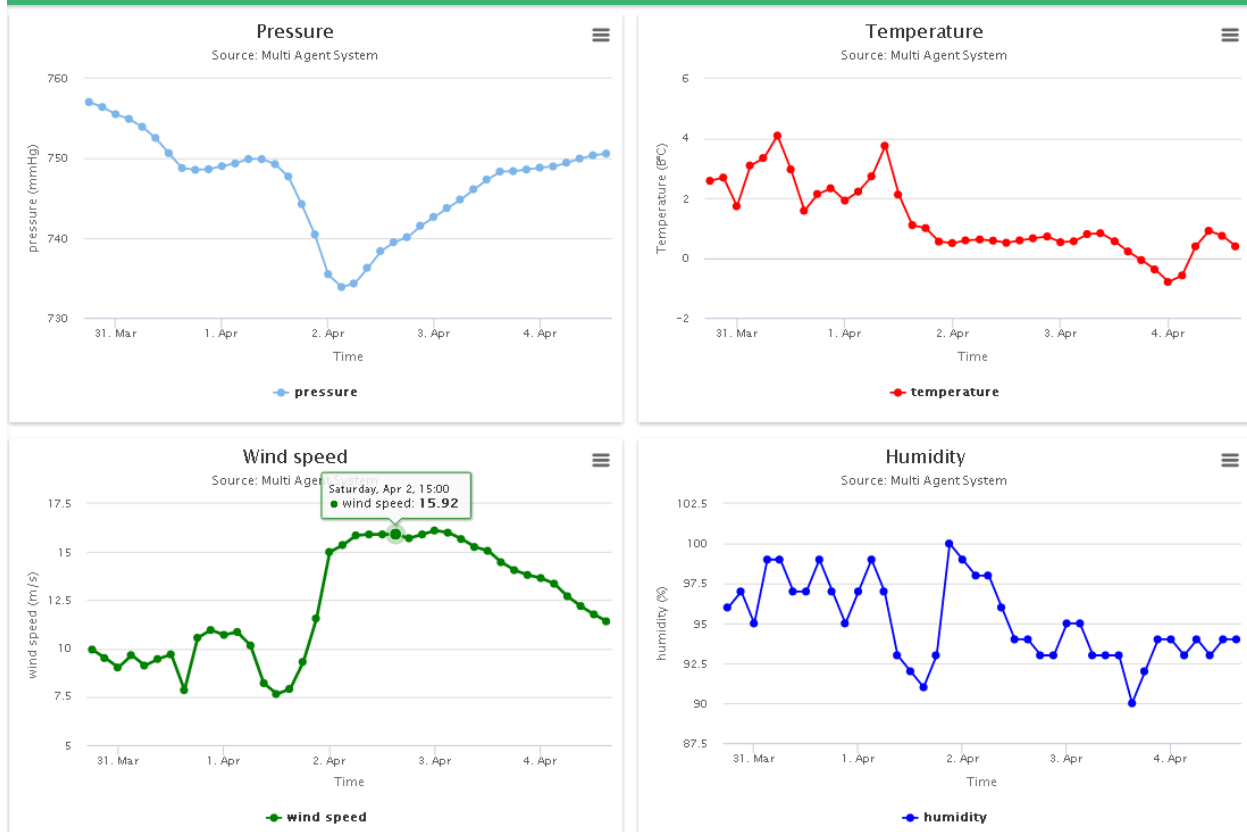 Pressure
Source: Multi Agent System
760
750
740
730
pressure (mmHg)
31. Mar
1. Apr
2. Apr
3. Apr
4. Apr
Time
pressure
Temperature
Source: Multi Agent System
6
4
2
0
-2
Temperature (В°C)
31. Mar
1. Apr
2. Apr
3. Apr
4. Apr
Time
temperature
Wind speed
Source: Multi Agent System
Saturday, Apr 2, 15:00
wind speed: 15.92
17.5
15
12.5
10
7.5
5
wind speed (m/s)
31. Mar
1. Apr
2. Apr
3. Apr
4. Apr
Time
wind speed
Humidity
Source: Multi Agent System
102.5
100
97.5
95
92.5
90
87.5
humidity (%)
31. Mar
1. Apr
2. Apr
3. Apr
4. Apr
Time
humidity